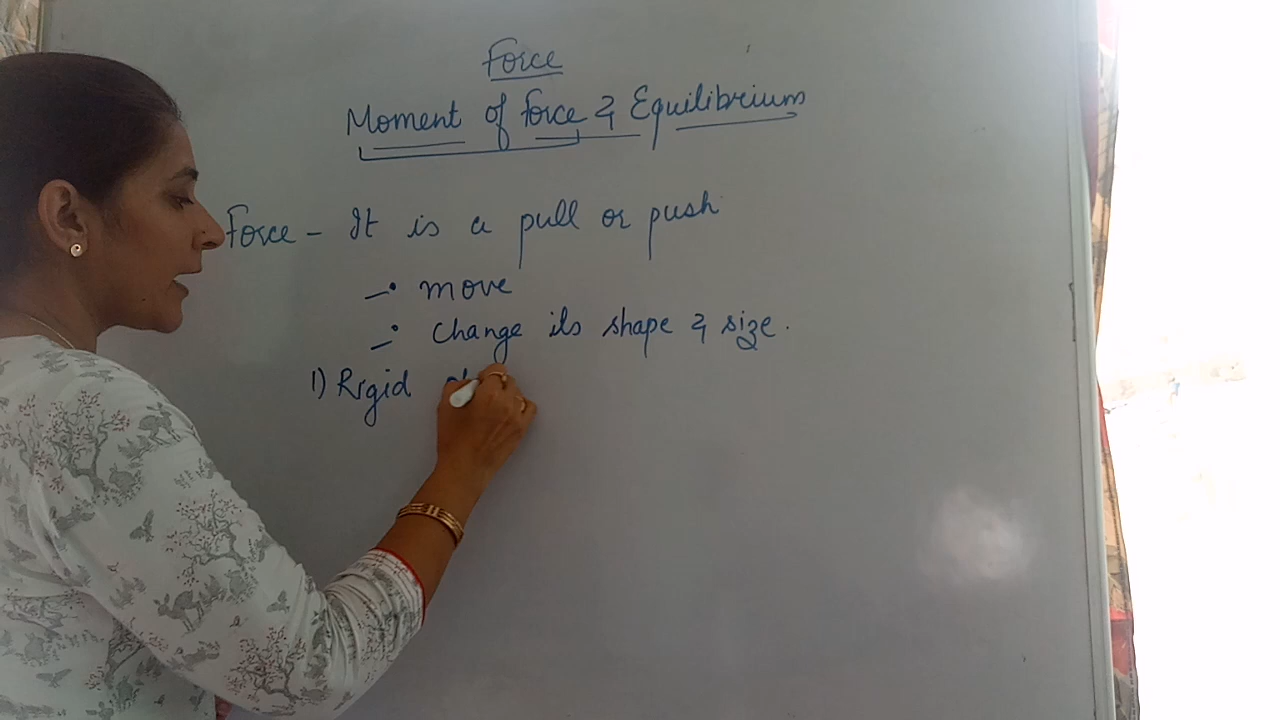 Force
Moment of force & Equilibrium
Force - It is a pull or push
- • move
- • change its shape & size.
1) Rigid